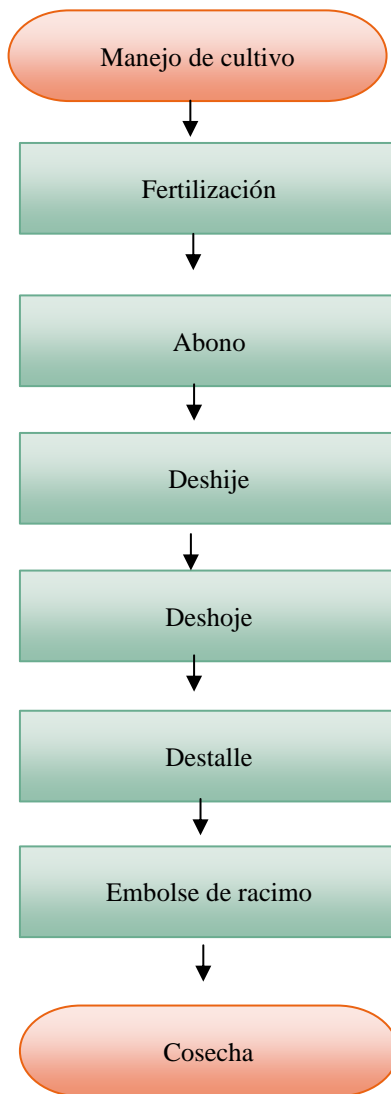 Manejo de cultivo
Fertilización
Abono
Deshije
Deshoje
Destalle
Embolse de racimo
Cosecha